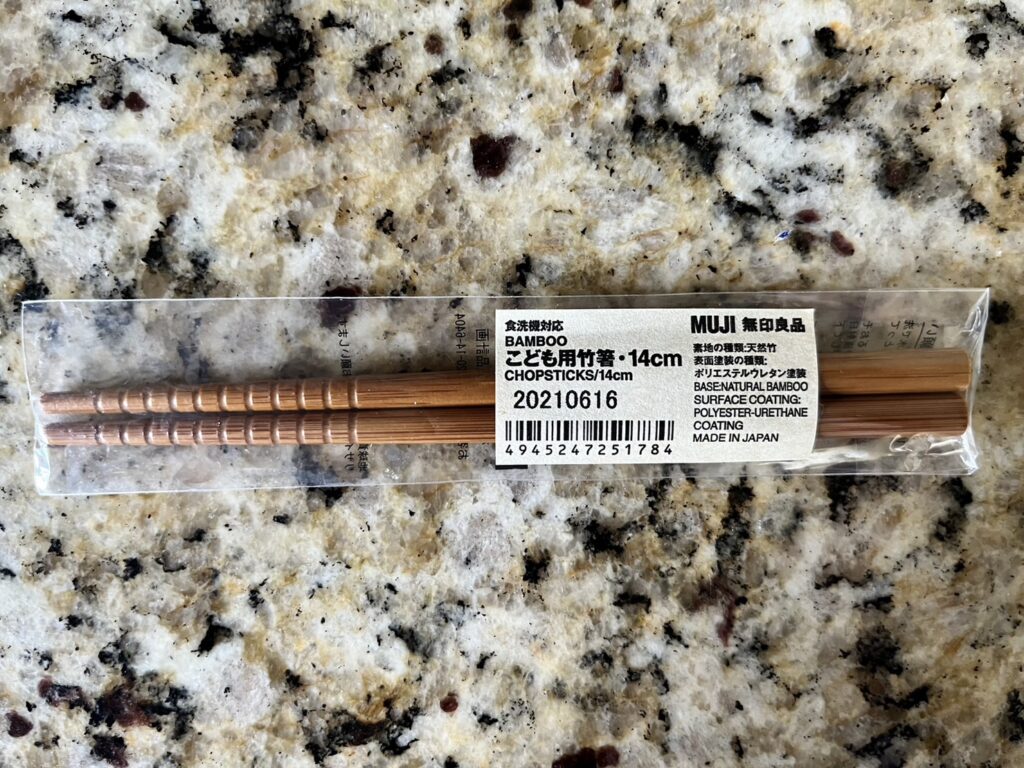 食洗機対応
BAMBOO
こども用竹箸・14cm
CHOPSTICKS/14cm
20210616
4945247251784
MUJI 無印良品
素地の種類:天然竹
表面塗装の種類:
ポリエステルウレタン塗装
BASE:NATURAL BAMBOO
SURFACE COATING:
POLYESTER-URETHANE
COATING
MADE IN JAPAN